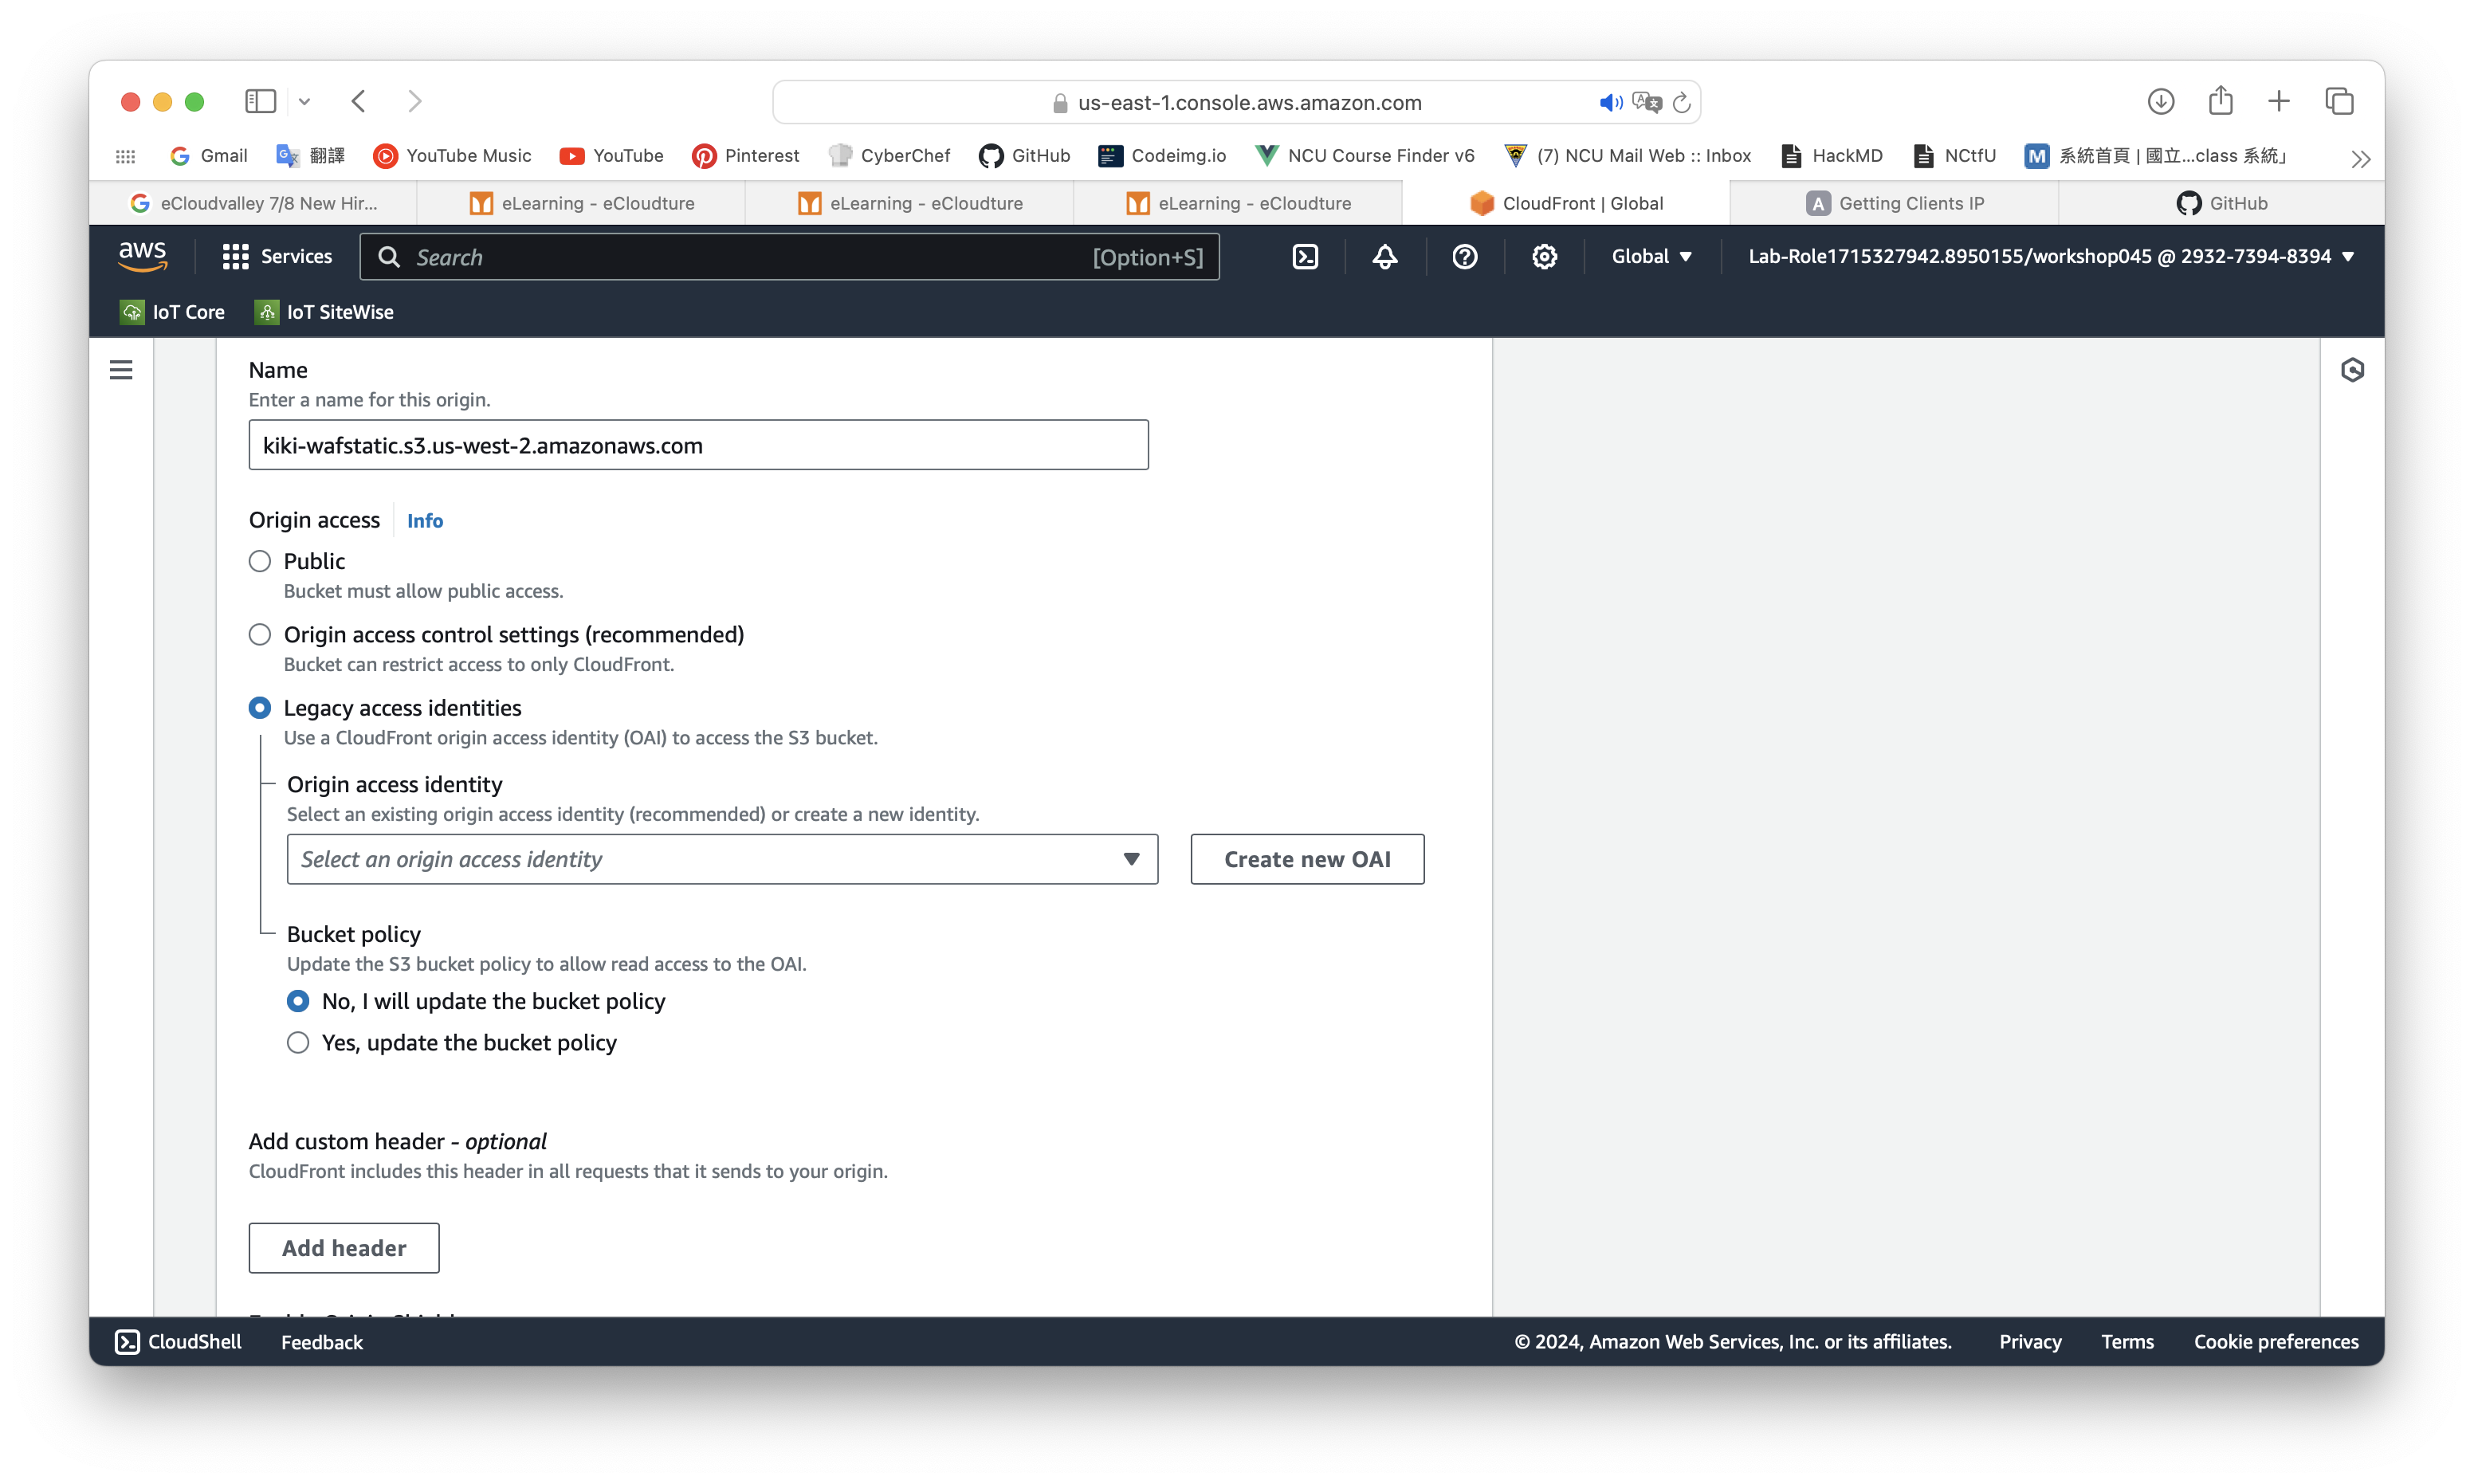 us-east-1.console.aws.amazon.com
Gmail
翻譯
YouTube Music
YouTube
Pinterest
CyberChef
GitHub
Codeimg.io
NCU Course Finder v6
(7) NCU Mail Web :: Inbox
HackMD
NCtfU
系統首頁 | 國立...class 系統」
eCloudvalley 7/8 New Hir...
eLearning - eCloudture
eLearning - eCloudture
eLearning - eCloudture
CloudFront | Global
Getting Clients IP
GitHub
aws
Services
Search
[Option+S]
Global
Lab-Role1715327942.8950155/workshop045 @ 2932-7394-8394
IoT Core
IoT SiteWise
Name
Enter a name for this origin.
kiki-wafstatic.s3.us-west-2.amazonaws.com
Origin access
Info
Public
Bucket must allow public access.
Origin access control settings (recommended)
Bucket can restrict access to only CloudFront.
Legacy access identities
Use a CloudFront origin access identity (OAI) to access the S3 bucket.
Origin access identity
Select an existing origin access identity (recommended) or create a new identity.
Select an origin access identity
Create new OAI
Bucket policy
Update the S3 bucket policy to allow read access to the OAI.
No, I will update the bucket policy
Yes, update the bucket policy
Add custom header - optional
CloudFront includes this header in all requests that it sends to your origin.
Add header
CloudShell
Feedback
© 2024, Amazon Web Services, Inc. or its affiliates.
Privacy
Terms
Cookie preferences